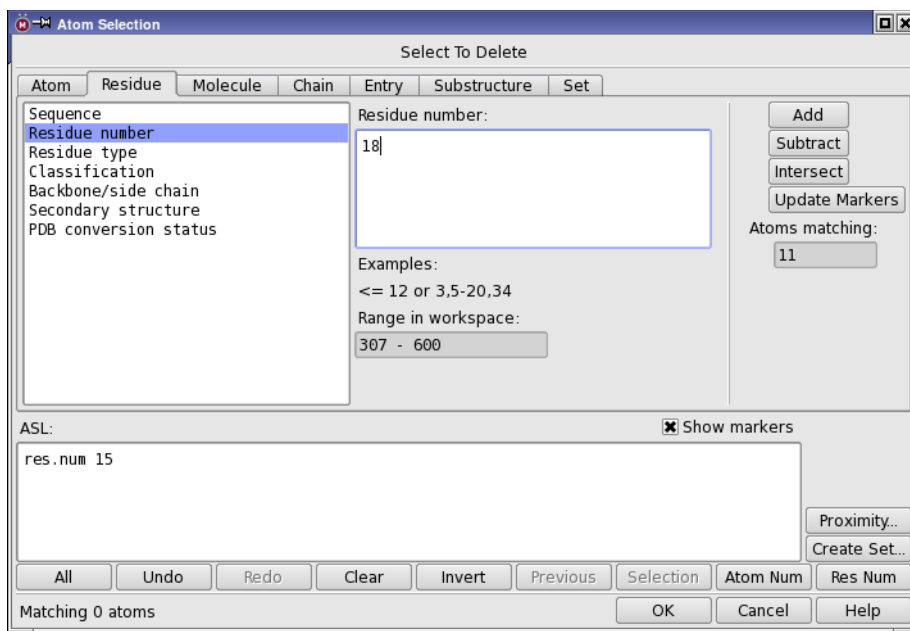 Atom Selection
Select To Delete
Atom Residue Molecule Chain Entry Substructure Set
Sequence
Residue number
Residue type
Classification
Backbone/side chain
Secondary structure
PDB conversion status
Residue number:
18
Examples:
<= 12 or 3,5-20,34
Range in workspace:
307 - 600
Add
Subtract
Intersect
Update Markers
Atoms matching:
11
ASL:
Show markers
res.num 15
Proximity...
Create Set...
All Undo Redo Clear Invert Previous Selection Atom Num Res Num
Matching 0 atoms
OK Cancel Help